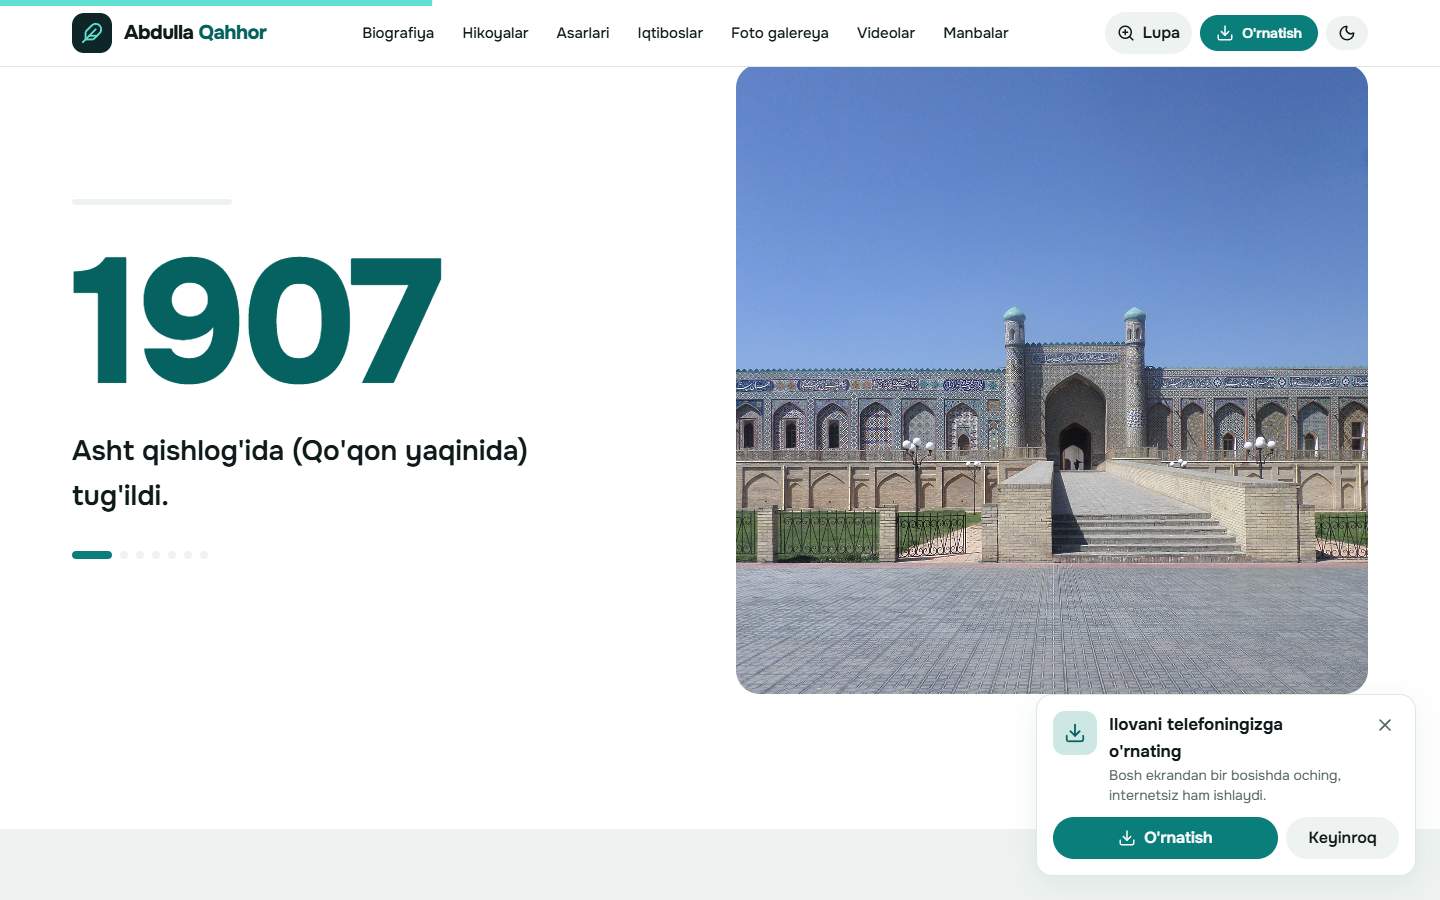 Abdulla Qahhor
Biografiya
Hikoyalar
Asarlari
Iqtiboslar
Foto galereya
Videolar
Manbalar
Lupa
O'rnatish
1907
Asht qishlog'ida (Qo'qon yaqinida)
tug'ildi.
Ilovani telefoningizga
o'rnating
Bosh ekrandan bir bosishda oching,
internetsiz ham ishlaydi.
O'rnatish
Keyinroq